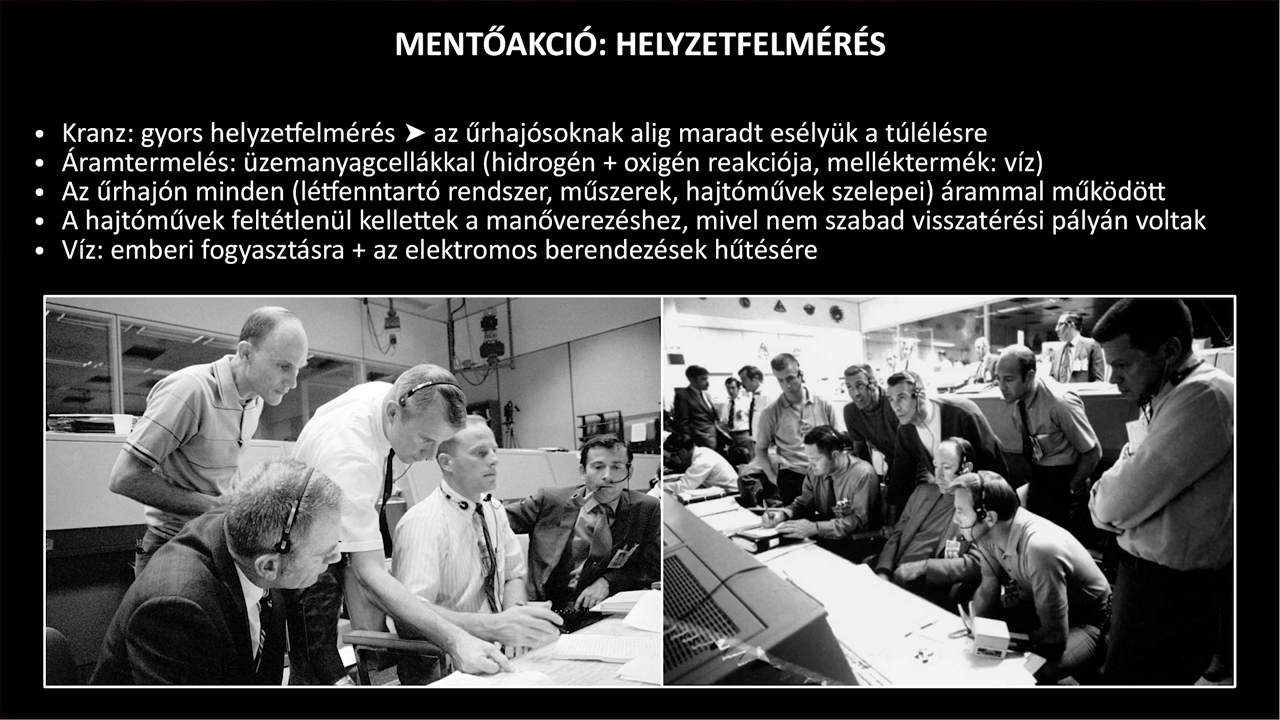 MENTŐAKCIÓ: HELYZETFELMÉRÉS
• Kranz: gyors helyzetfelmérés ➤ az űrhajósoknak alig maradt esélyük a túlélésre
• Áramtermelés: üzemanyagcellákkal (hidrogén + oxigén reakciója, melléktermék: víz)
• Az űrhajón minden (létfenntartó rendszer, műszerek, hajtóművek szelepei) árammal működött
• A hajtóművek feltétlenül kellettek a manőverezéshez, mivel nem szabad visszatérési pályán voltak
• Víz: emberi fogyasztásra + az elektromos berendezések hűtésére